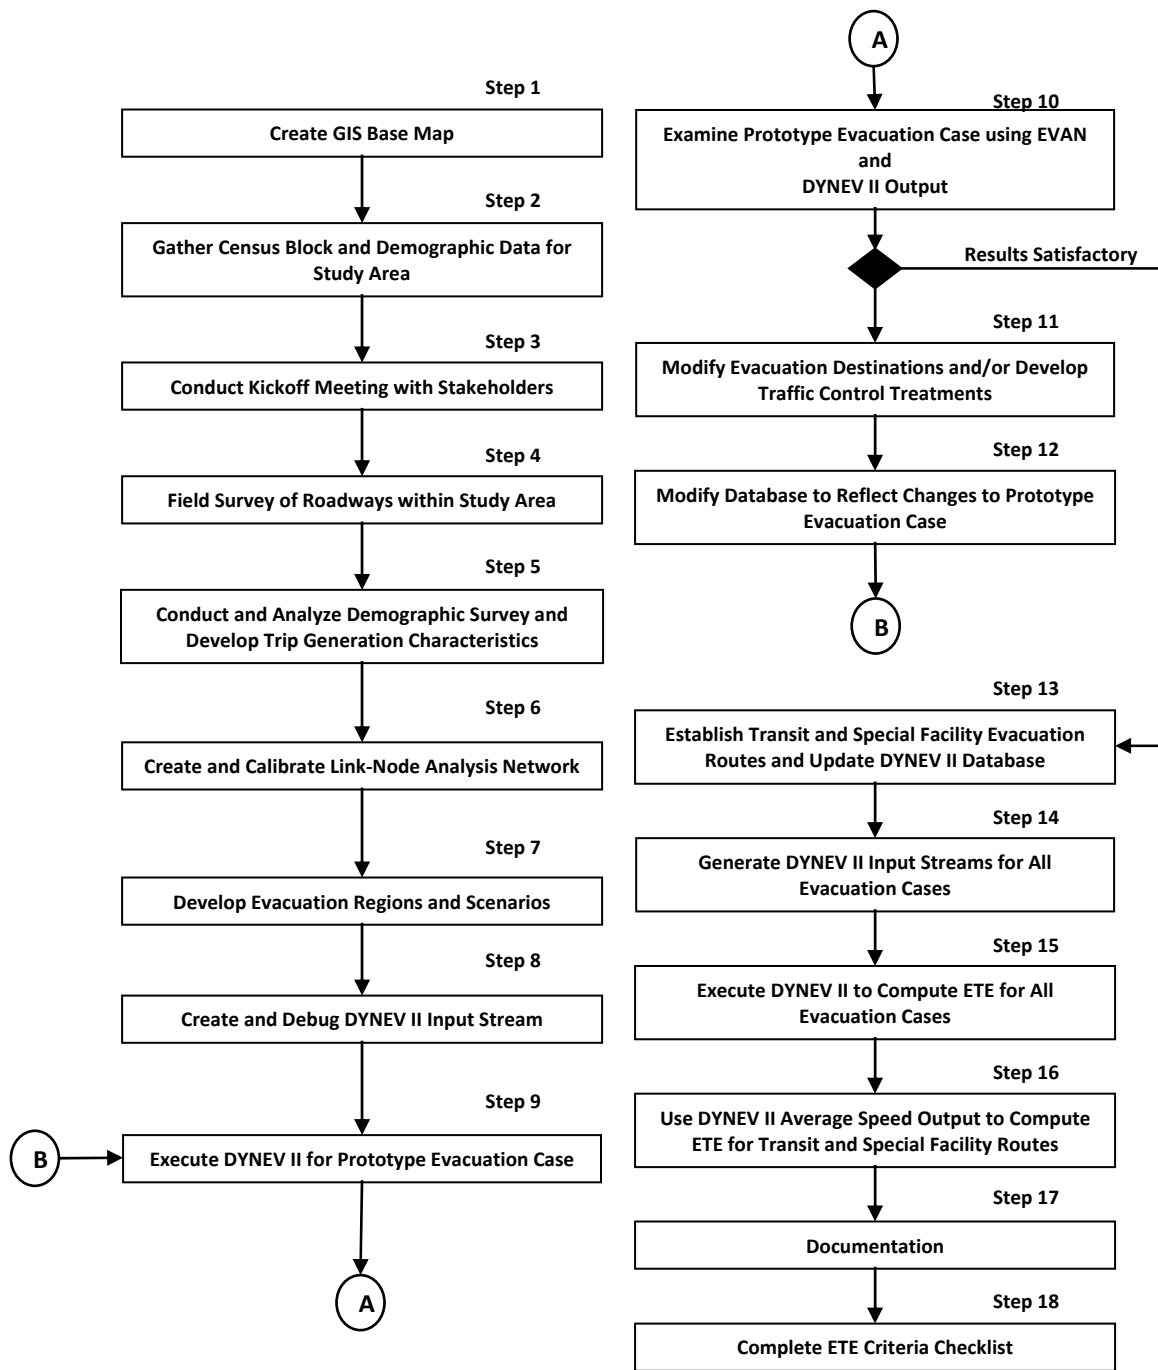 Step 1
Create GIS Base Map
Step 2
Gather Census Block and Demographic Data for
Study Area
Step 3
Conduct Kickoff Meeting with Stakeholders
Step 4
Field Survey of Roadways within Study Area
Step 5
Conduct and Analyze Demographic Survey and
Develop Trip Generation Characteristics
Step 6
Create and Calibrate Link-Node Analysis Network
Step 7
Develop Evacuation Regions and Scenarios
Step 8
Create and Debug DYNEV II Input Stream
Step 9
B
Execute DYNEV II for Prototype Evacuation Case
A
A
Step 10
Examine Prototype Evacuation Case using EVAN
and
DYNEV II Output
Results Satisfactory
Step 11
Modify Evacuation Destinations and/or Develop
Traffic Control Treatments
Step 12
Modify Database to Reflect Changes to Prototype
Evacuation Case
B
Step 13
Establish Transit and Special Facility Evacuation
Routes and Update DYNEV II Database
Step 14
Generate DYNEV II Input Streams for All
Evacuation Cases
Step 15
Execute DYNEV II to Compute ETE for All
Evacuation Cases
Step 16
Use DYNEV II Average Speed Output to Compute
ETE for Transit and Special Facility Routes
Step 17
Documentation
Step 18
Complete ETE Criteria Checklist